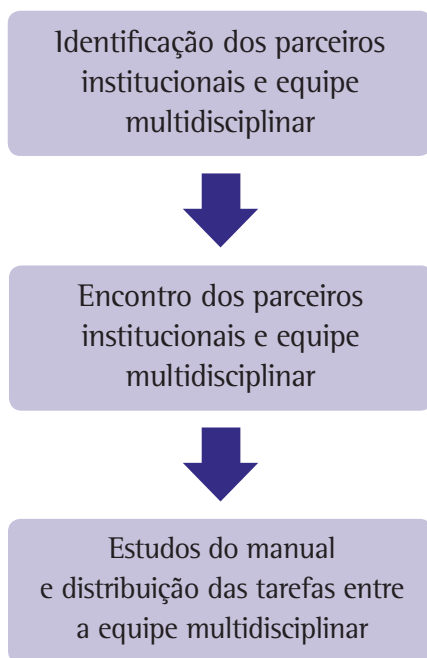 Identificação dos parceiros
institucionais e equipe
multidisciplinar
Encontro dos parceiros
institucionais e equipe
multidisciplinar
Estudos do manual
e distribuição das tarefas entre
a equipe multidisciplinar